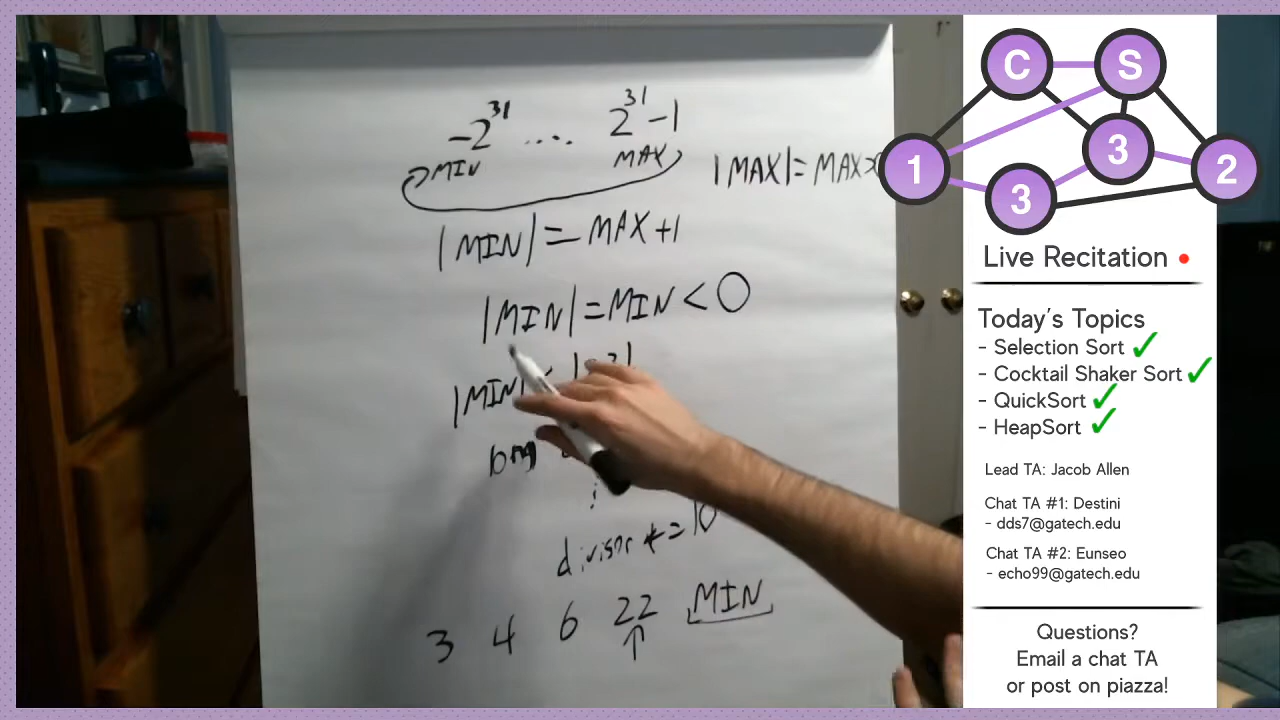 -2^31 .... 2^31 -1
MIN MAX
|MAX|= MAX
|MIN| = MAX +1
|MIN| = MIN < 0
|MIN| <
divisor *= 10
3 4 6 22 MIN
C S
1 3 2
3
Live Recitation
Today's Topics
- Selection Sort ✓
- Cocktail Shaker Sort ✓
- QuickSort ✓
- HeapSort ✓
Lead TA: Jacob Allen
Chat TA #1: Destini
- dds7@gatech.edu
Chat TA #2: Eunseo
- echo99@gatech.edu
Questions?
Email a chat TA
or post on piazza!